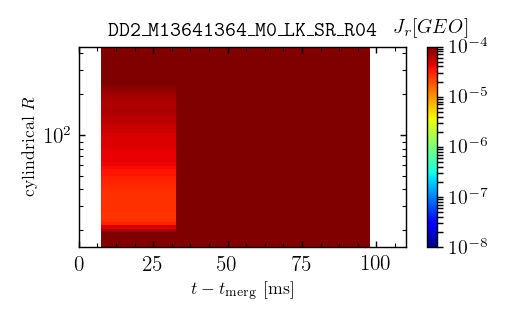 DD2_M13641364_M0_LK_SR_R04
J_r[GEO]
cylindrical R
10^2
0 25 50 75 100
t − t_merg [ms]
10^−4
10^−5
10^−6
10^−7
10^−8